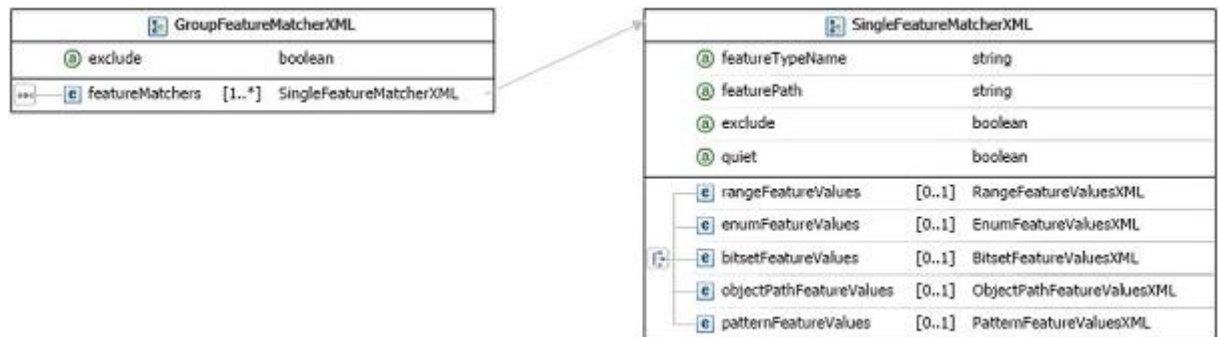 GroupFeatureMatcherXML
a exclude boolean
e featureMatchers [1..*] SingleFeatureMatcherXML
SingleFeatureMatcherXML
a featureTypeName string
a featurePath string
a exclude boolean
a quiet boolean
e rangeFeatureValues [0..1] RangeFeatureValuesXML
e enumFeatureValues [0..1] EnumFeatureValuesXML
e bitsetFeatureValues [0..1] BitsetFeatureValuesXML
e objectPathFeatureValues [0..1] ObjectPathFeatureValuesXML
e patternFeatureValues [0..1] PatternFeatureValuesXML